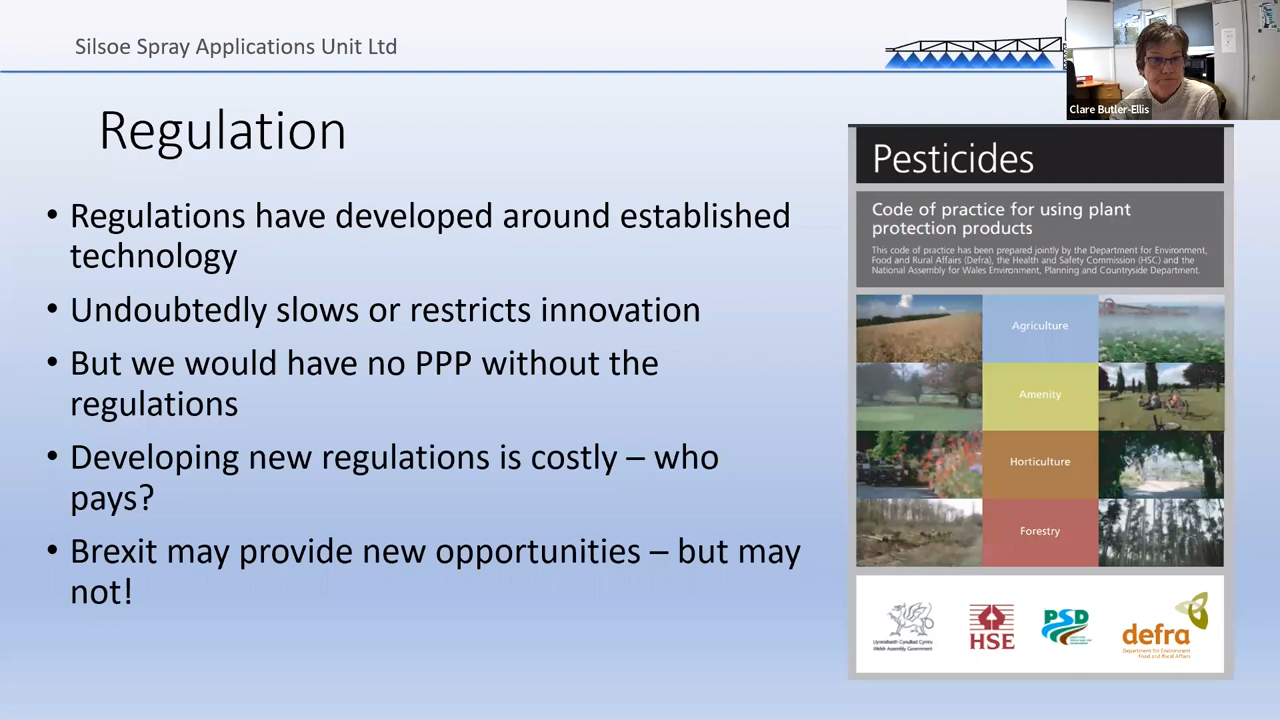 Silsoe Spray Applications Unit Ltd
Clare Butler-Ellis
Regulation
• Regulations have developed around established
technology
• Undoubtedly slows or restricts innovation
• But we would have no PPP without the
regulations
• Developing new regulations is costly – who
pays?
• Brexit may provide new opportunities – but may
not!
Pesticides
Code of practice for using plant
protection products
This code of practice has been prepared jointly by the Department for Environment,
Food and Rural Affairs (Defra), the Health and Safety Commission (HSC) and the
National Assembly for Wales Environment, Planning and Countryside Department.
Agriculture
Amenity
Horticulture
Forestry
Llywodraeth Cynulliad Cymru
Welsh Assembly Government
HSE
PSD
defra
Department for Environment
Food and Rural Affairs